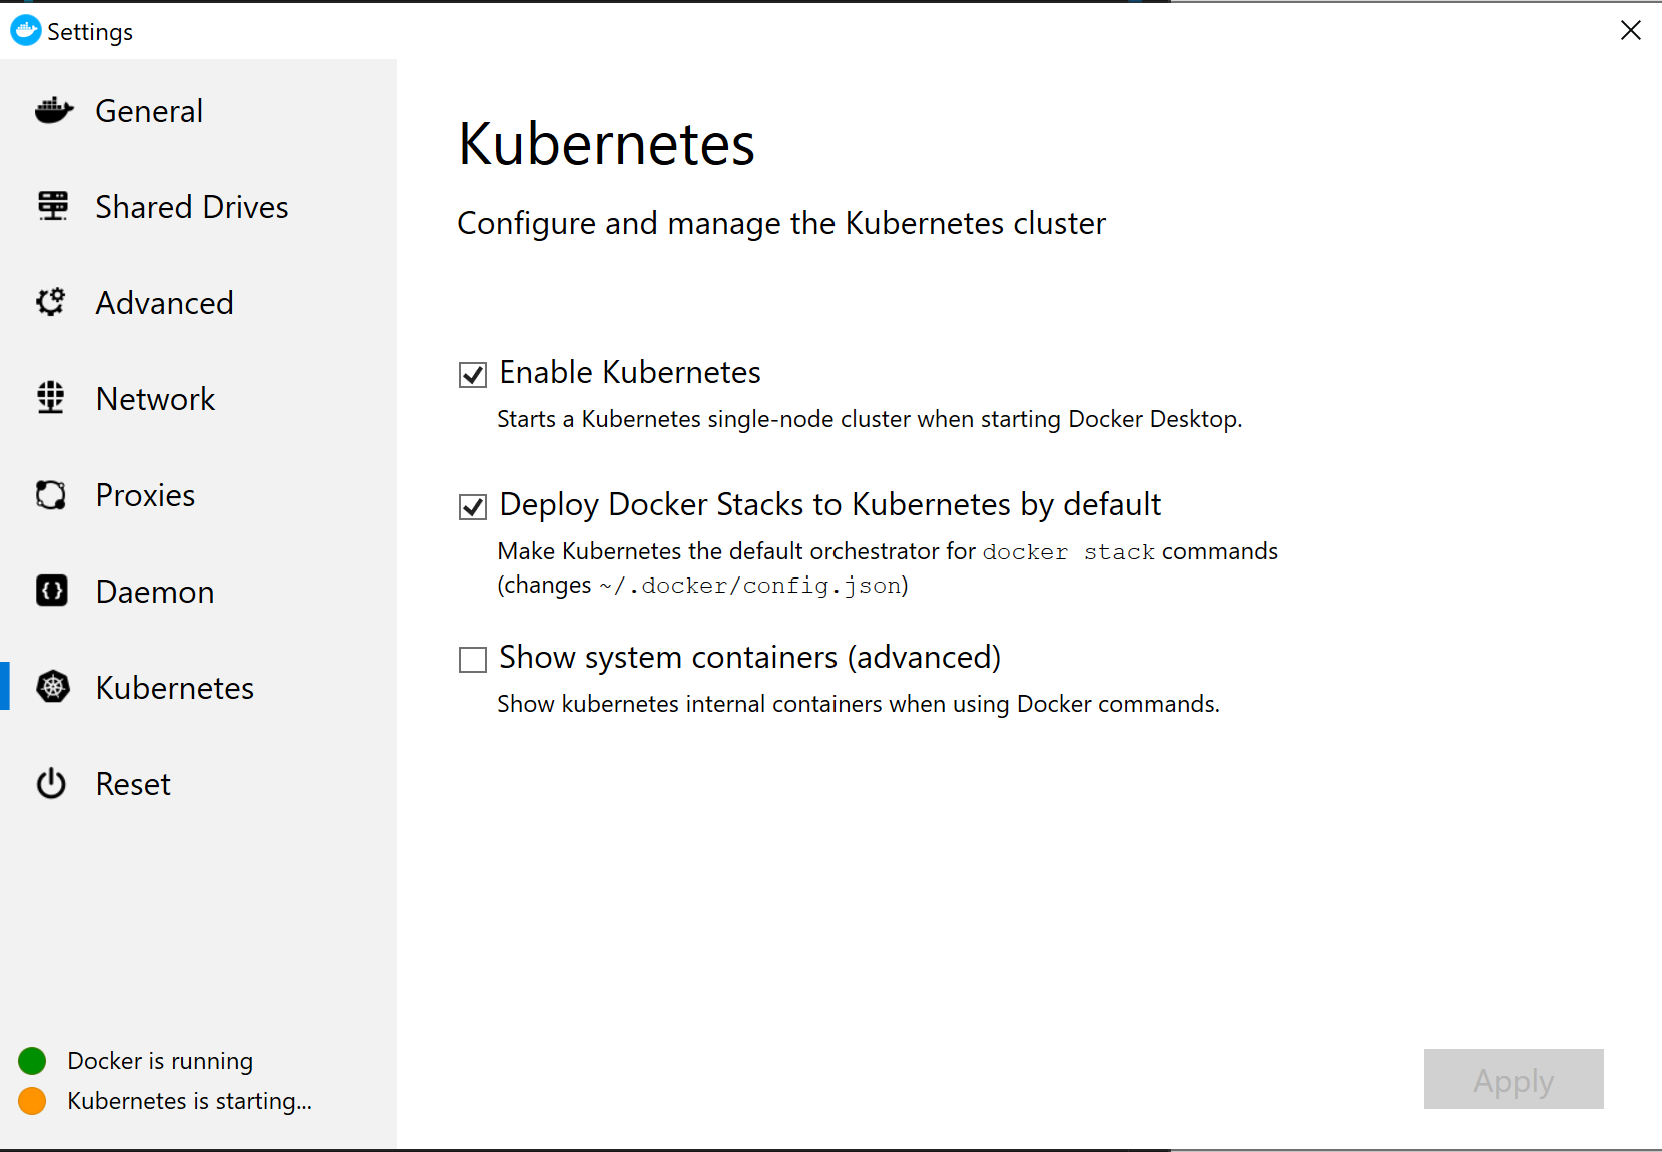 Settings
General
Shared Drives
Advanced
Network
Proxies
Daemon
Kubernetes
Reset
Docker is running
Kubernetes is starting...
Kubernetes
Configure and manage the Kubernetes cluster
Enable Kubernetes
Starts a Kubernetes single-node cluster when starting Docker Desktop.
Deploy Docker Stacks to Kubernetes by default
Make Kubernetes the default orchestrator for docker stack commands
(changes ~/.docker/config.json)
Show system containers (advanced)
Show kubernetes internal containers when using Docker commands.
Apply